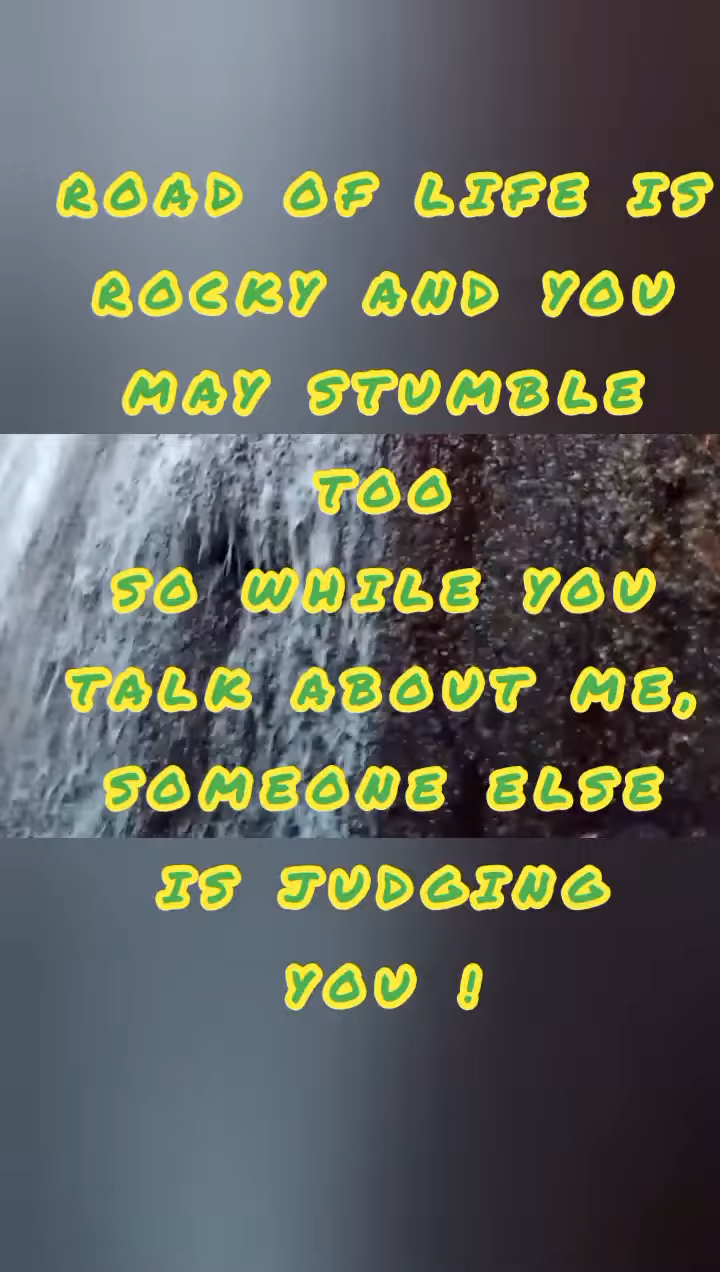 ROAD OF LIFE IS
ROCKY AND YOU
MAY STUMBLE
TOO
SO WHILE YOU
TALK ABOUT ME,
SOMEONE ELSE
IS JUDGING
YOU !